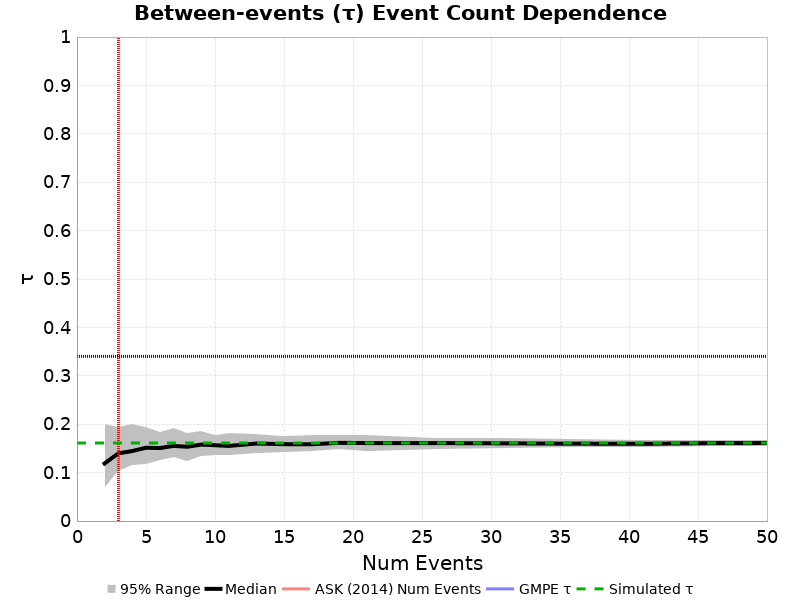 Between-events (τ) Event Count Dependence
1
0.9
0.8
0.7
0.6
0.5
0.4
0.3
0.2
0.1
0
τ
0 5 10 15 20 25 30 35 40 45 50
Num Events
95% Range Median ASK (2014) Num Events GMPE τ Simulated τ